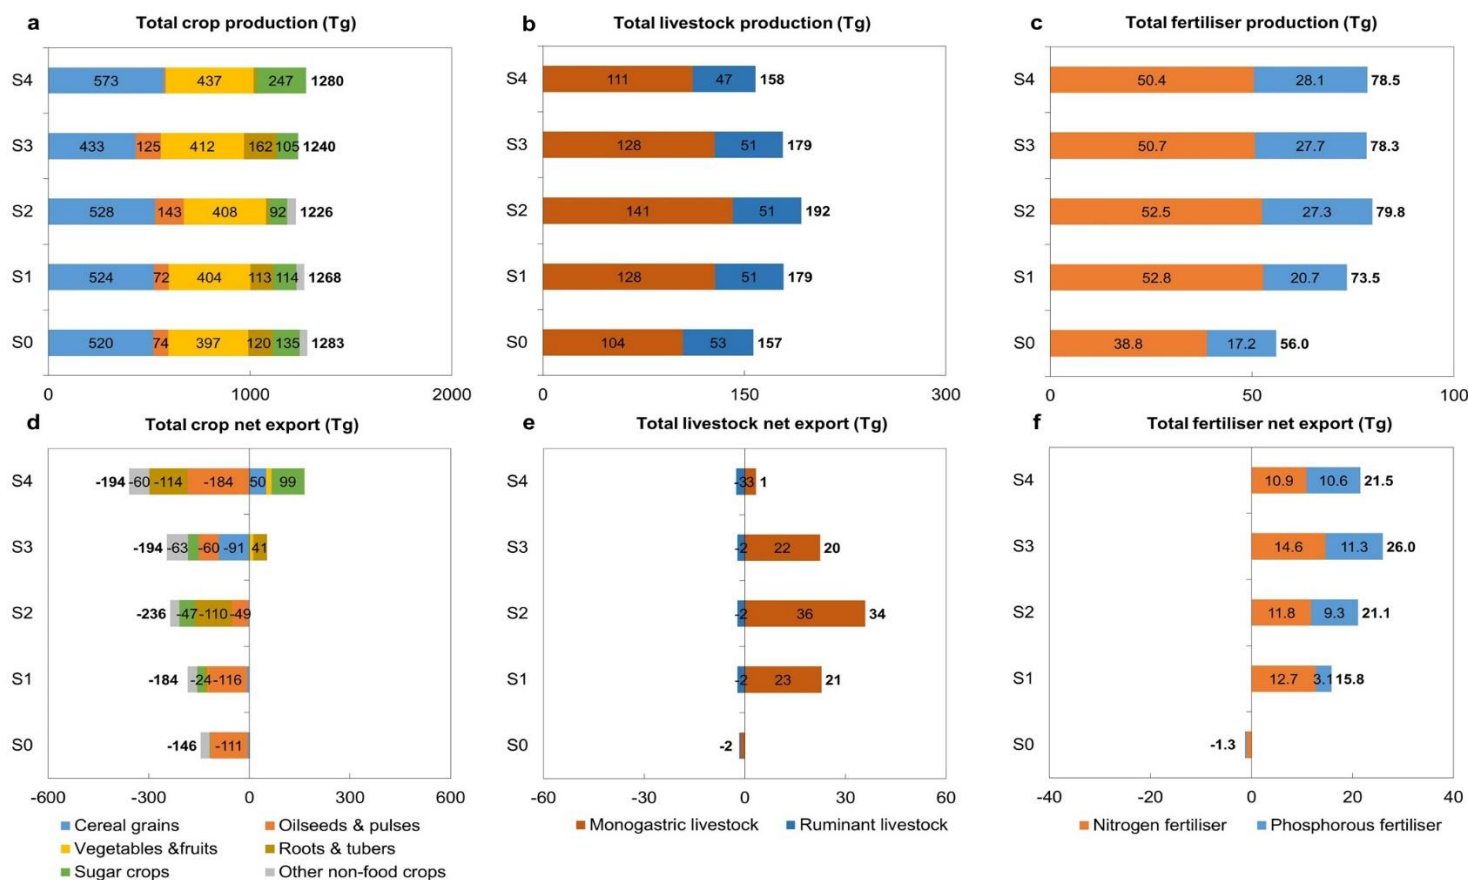 a Total crop production (Tg)
S4 573 437 247 1280
S3 433 125 412 162 105 1240
S2 528 143 408 92 1226
S1 524 72 404 113 114 1268
S0 520 74 397 120 135 1283
0 1000 2000
b Total livestock production (Tg)
S4 111 47 158
S3 128 51 179
S2 141 51 192
S1 128 51 179
S0 104 53 157
0 150 300
c Total fertiliser production (Tg)
S4 50.4 28.1 78.5
S3 50.7 27.7 78.3
S2 52.5 27.3 79.8
S1 52.8 20.7 73.5
S0 38.8 17.2 56.0
0 50 100
d Total crop net export (Tg)
S4 -194 -60 -114 -184 50 99
S3 -194 -63 -60 -91 41
S2 -236 -47 -110 -49
S1 -184 -24 -116
S0 -146 -111
-600 -300 0 300 600
Cereal grains Oilseeds & pulses
Vegetables &fruits Roots & tubers
Sugar crops Other non-food crops
e Total livestock net export (Tg)
S4 -3 3 1
S3 -2 22 20
S2 -2 36 34
S1 -2 23 21
S0 -2
-60 -30 0 30 60
Monogastric livestock Ruminant livestock
f Total fertiliser net export (Tg)
S4 10.9 10.6 21.5
S3 14.6 11.3 26.0
S2 11.8 9.3 21.1
S1 12.7 3.1 15.8
S0 -1.3
-40 -20 0 20 40
Nitrogen fertiliser Phosphorous fertiliser